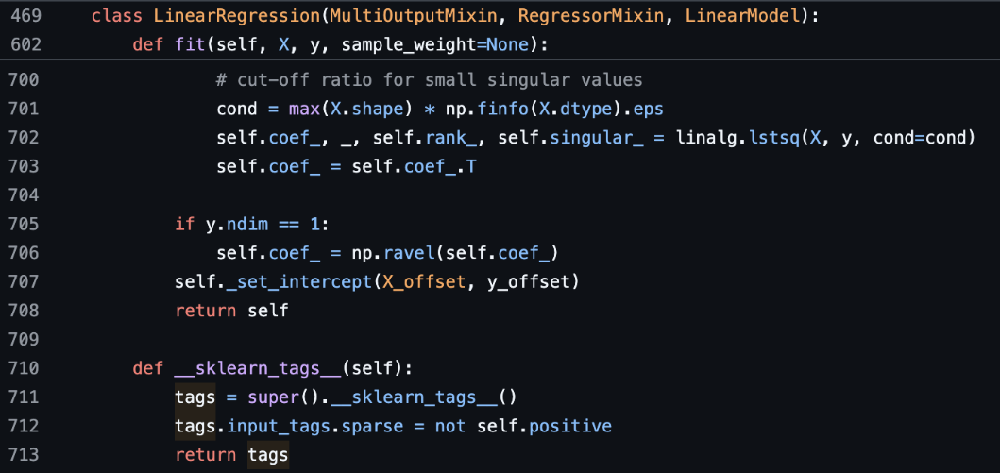 469 class LinearRegression(MultiOutputMixin, RegressorMixin, LinearModel):
602 def fit(self, X, y, sample_weight=None):
700 # cut-off ratio for small singular values
701 cond = max(X.shape) * np.finfo(X.dtype).eps
702 self.coef_, _, self.rank_, self.singular_ = linalg.lstsq(X, y, cond=cond)
703 self.coef_ = self.coef_.T
704
705 if y.ndim == 1:
706 self.coef_ = np.ravel(self.coef_)
707 self._set_intercept(X_offset, y_offset)
708 return self
709
710 def __sklearn_tags__(self):
711 tags = super().__sklearn_tags__()
712 tags.input_tags.sparse = not self.positive
713 return tags